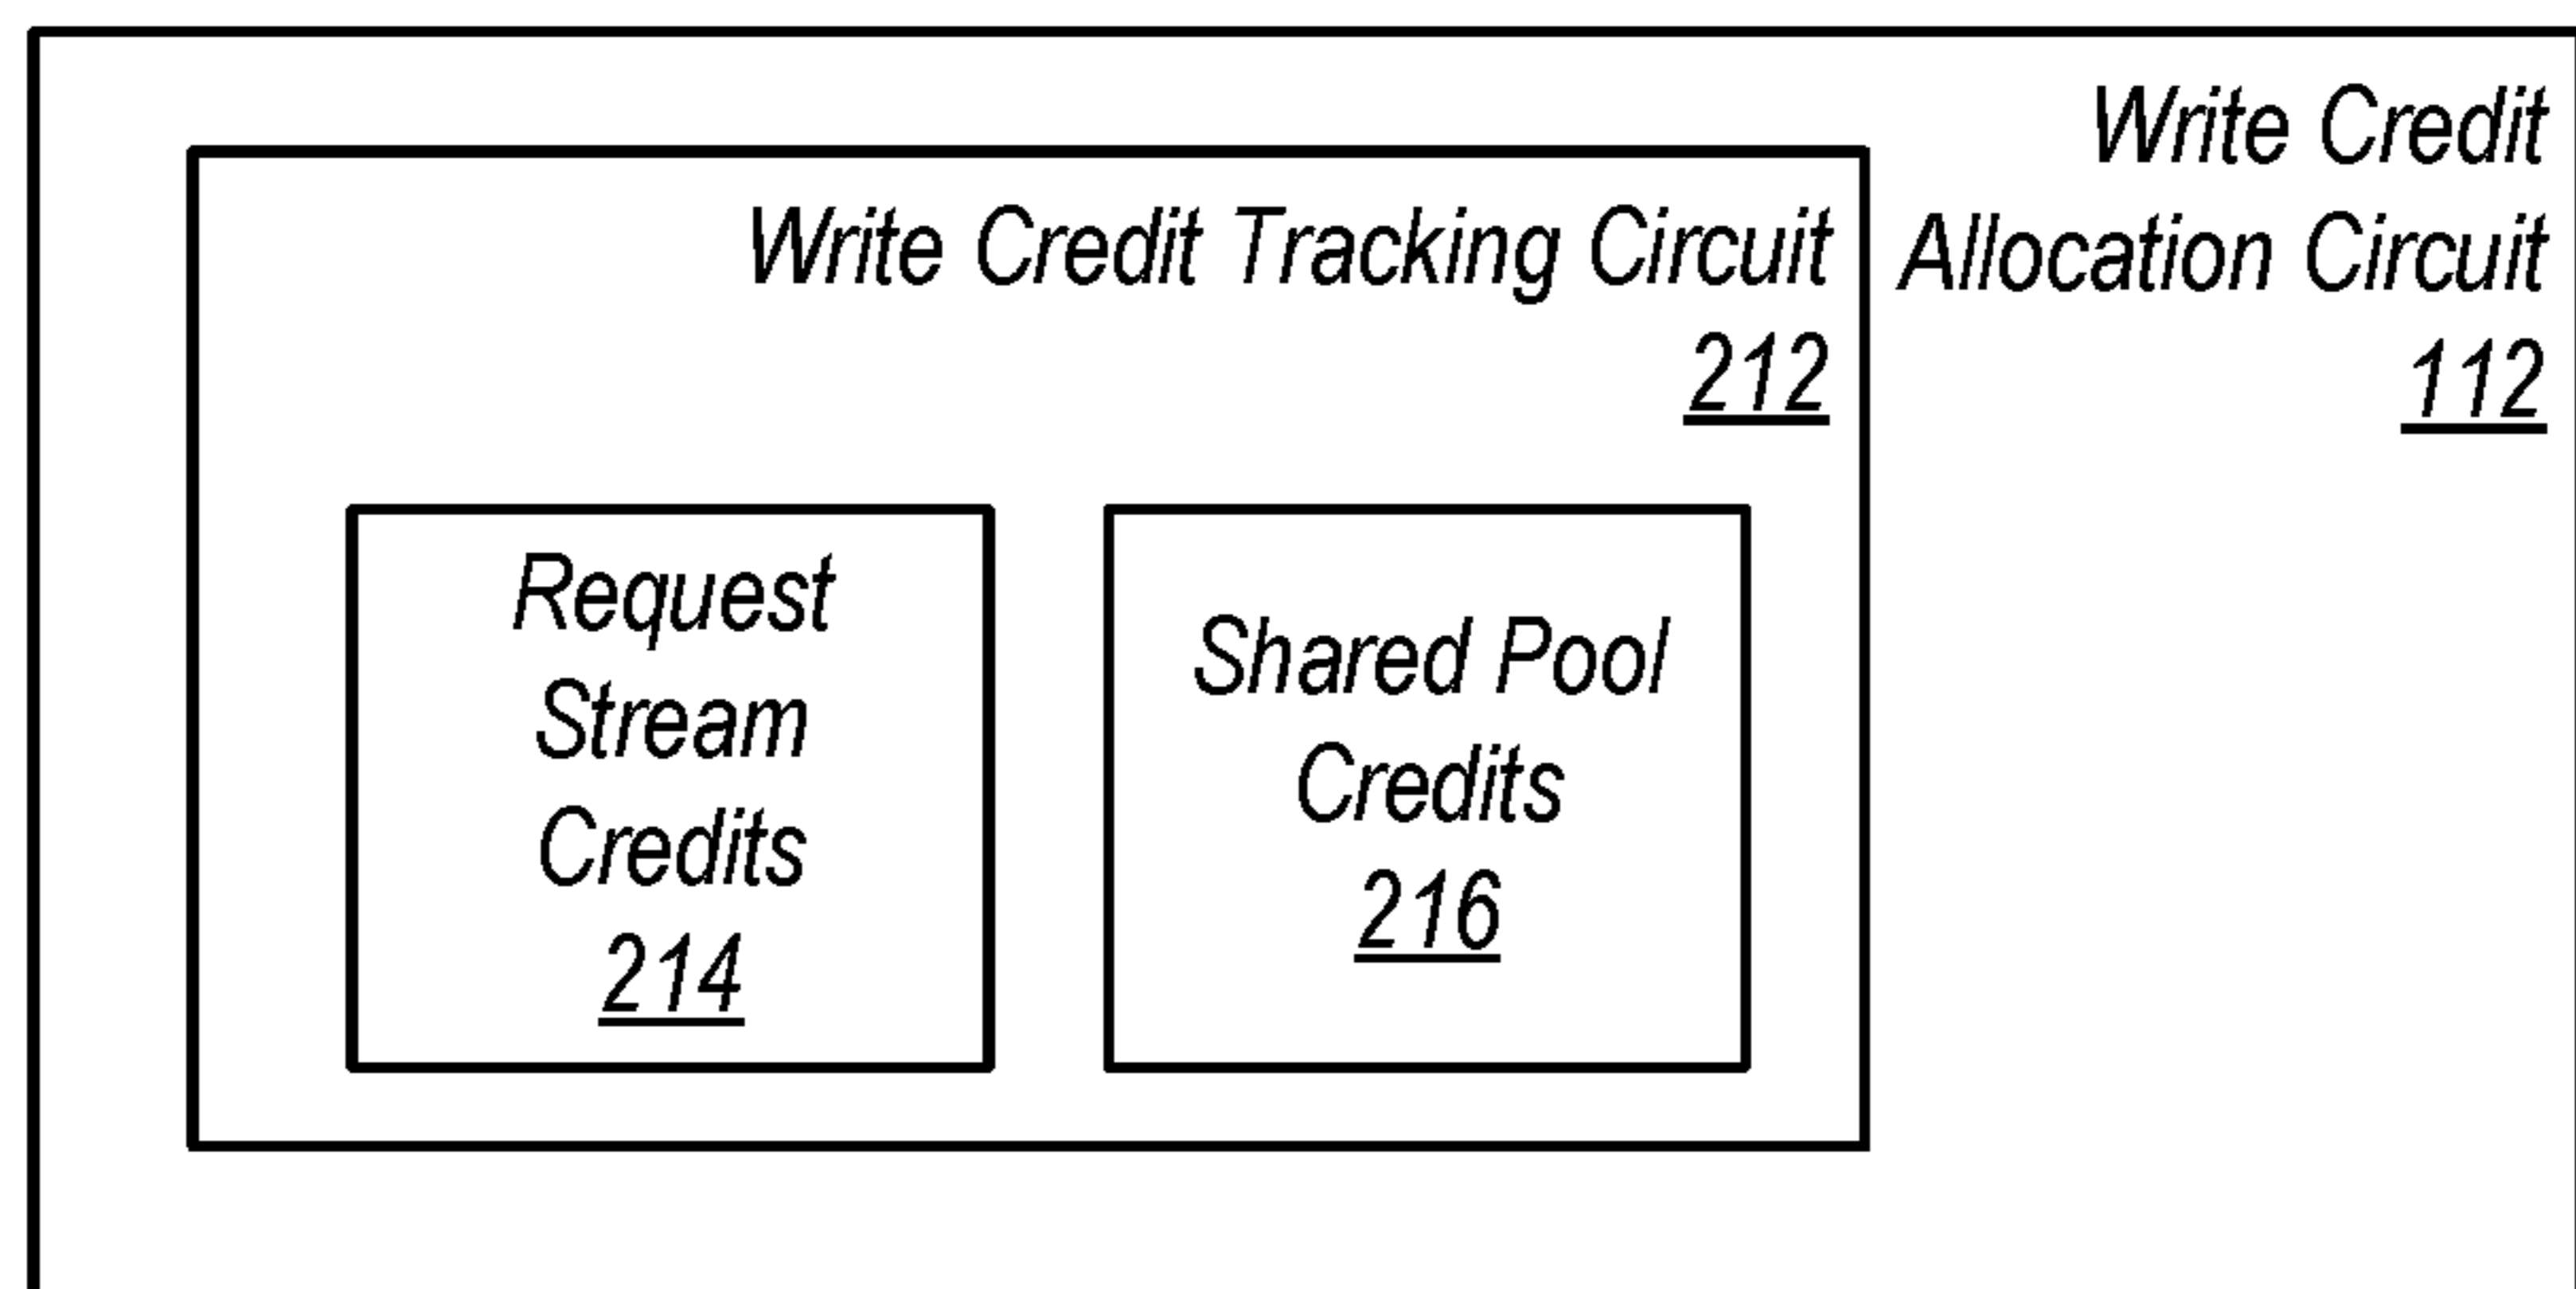 Write Credit
Allocation Circuit
112
Write Credit Tracking Circuit
212
Request
Stream
Credits
214
Shared Pool
Credits
216